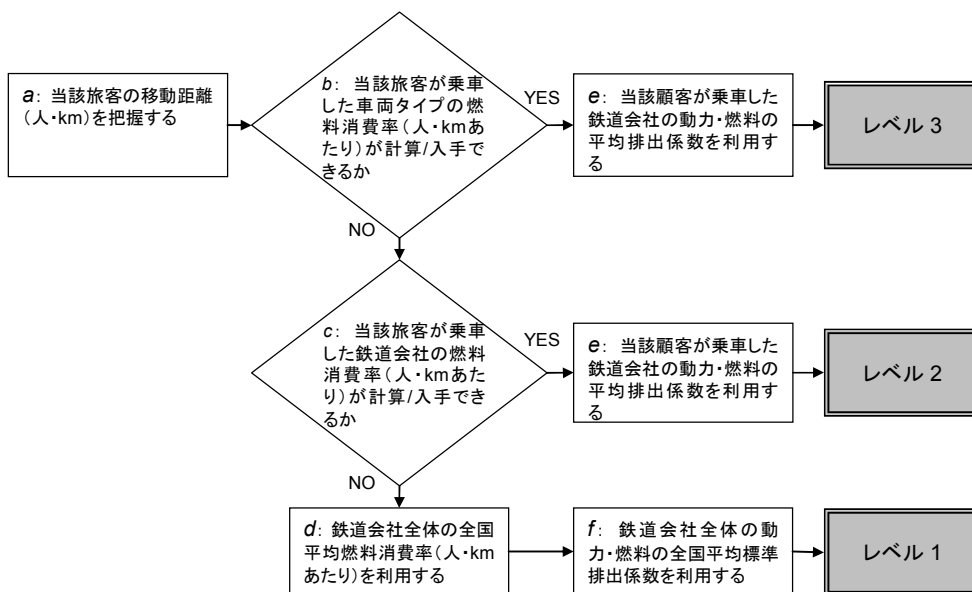 a: 当該旅客の移動距離
(人・km)を把握する
b: 当該旅客が乗車
した車両タイプの燃
料消費率(人・kmあ
たり)が計算/入手で
きるか
YES
e: 当該顧客が乗車した
鉄道会社の動力・燃料の
平均排出係数を利用す
る
レベル 3
NO
c: 当該旅客が乗車
した鉄道会社の燃料
消費率(人・kmあた
り)が計算/入手でき
るか
YES
e: 当該顧客が乗車した
鉄道会社の動力・燃料の
平均排出係数を利用す
る
レベル 2
NO
d: 鉄道会社全体の全国
平均燃料消費率(人・km
あたり)を利用する
f: 鉄道会社全体の動
力・燃料の全国平均標準
排出係数を利用する
レベル 1